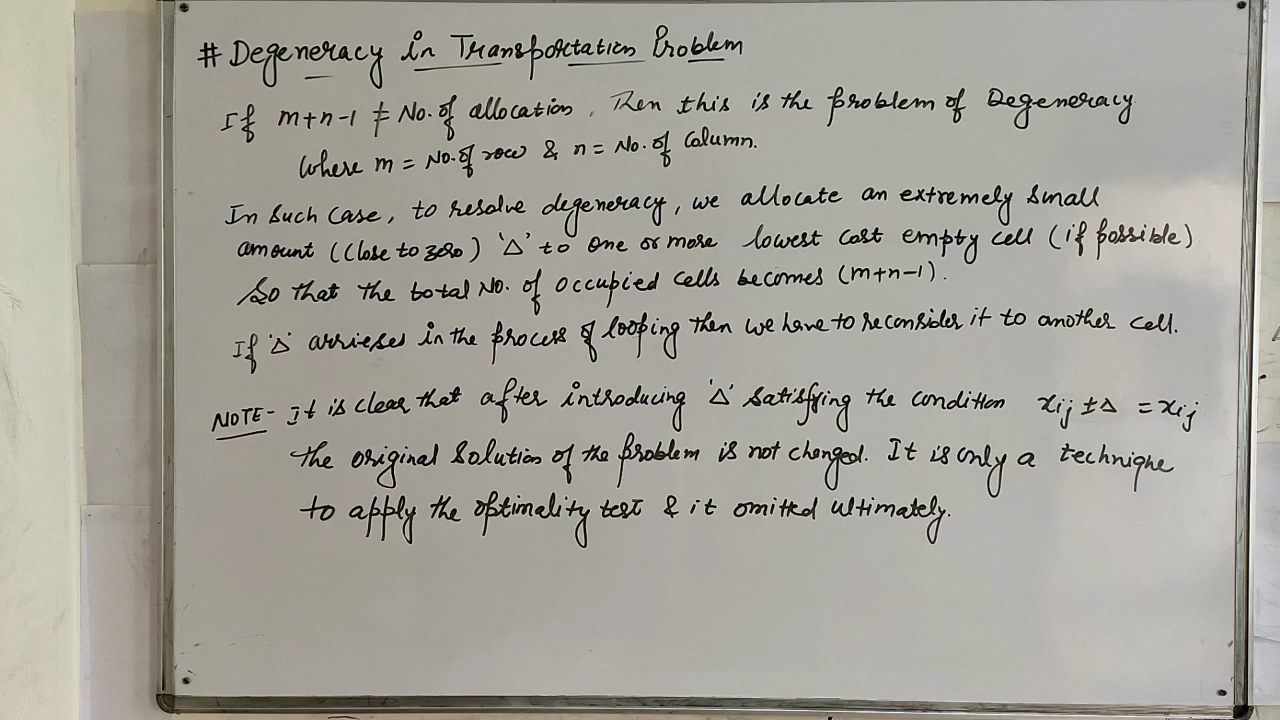 # Degeneracy in Transportation Problem
If m+n-1 ≠ No. of allocation, Then this is the problem of Degeneracy
Where m = No. of row & n = No. of Column.
In Such Case, to resolve degeneracy, we allocate an extremely small
amount (Close to zero) 'Δ' to one or more lowest cost empty cell (if possible)
So that the total No. of occupied cells becomes (m+n-1).
If 'Δ' arrieses in the process of looping then we have to reconsider it to another cell.
NOTE- It is clear that after introducing 'Δ' satisfying the condition xij ± Δ = xij
the original solution of the problem is not changed. It is only a technique
to apply the optimality test & it omitted ultimately.